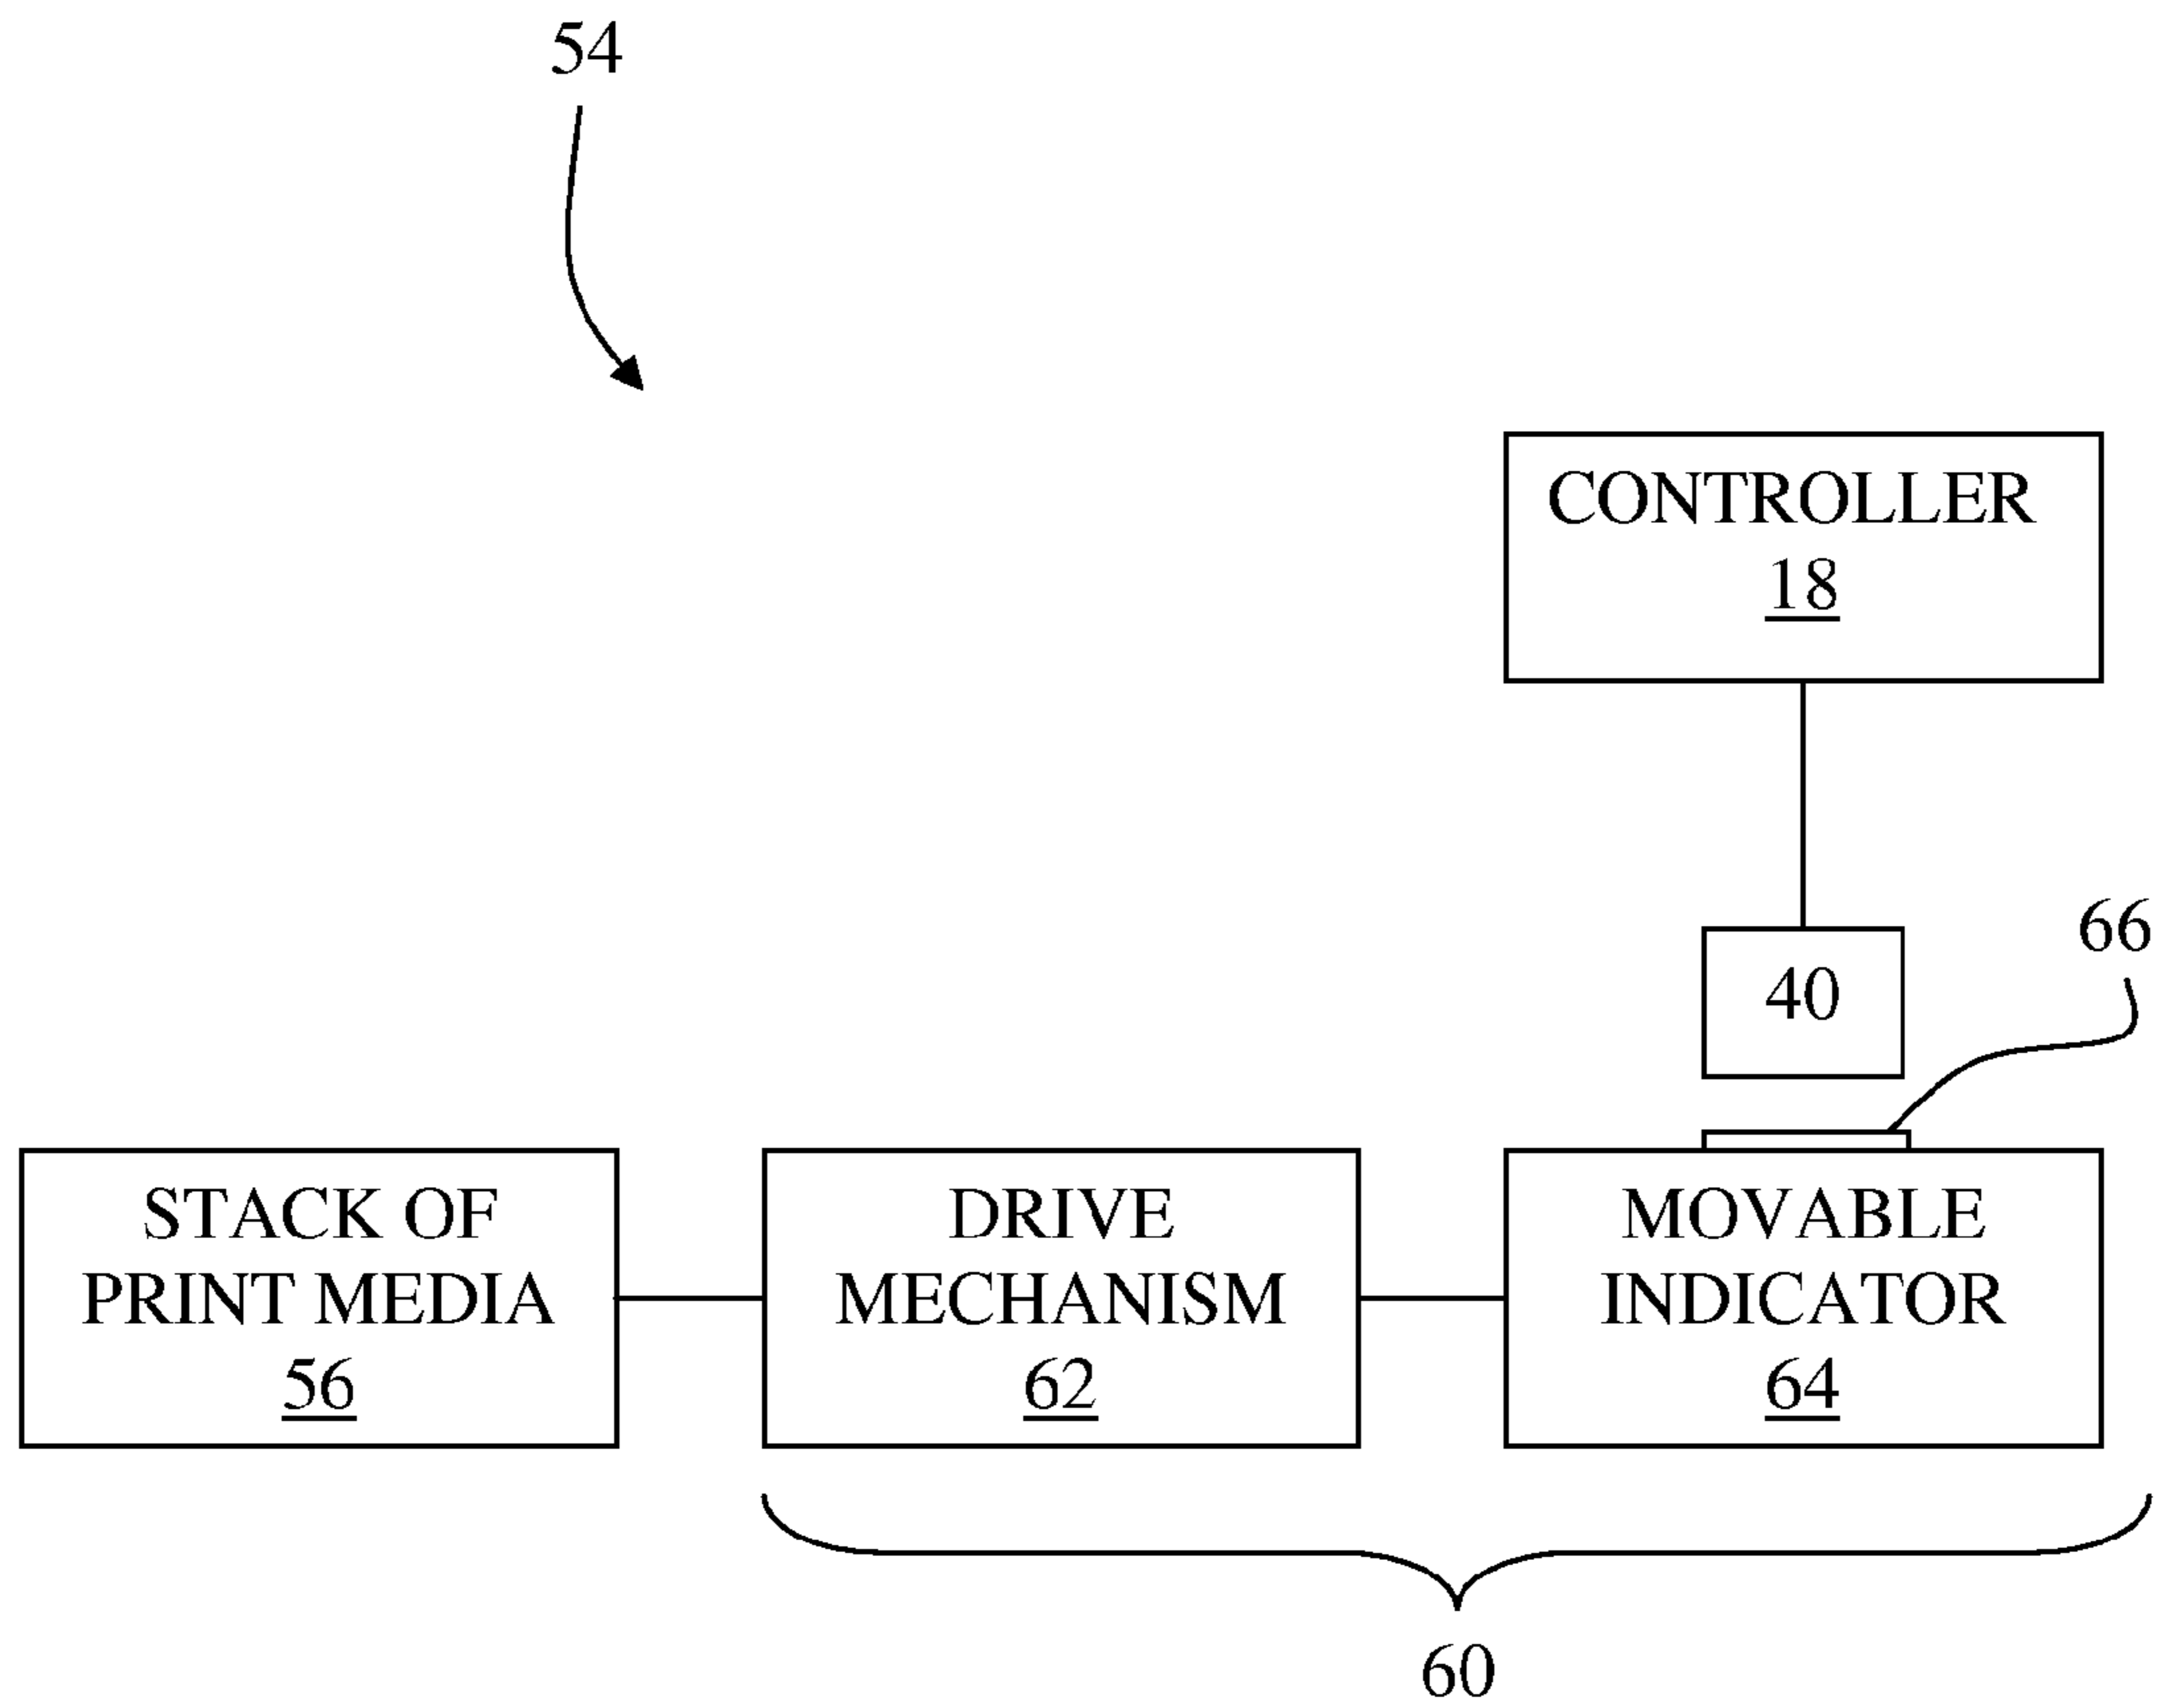 54
CONTROLLER
18
66
40
STACK OF
PRINT MEDIA
56
DRIVE
MECHANISM
62
MOVABLE
INDICATOR
64
60